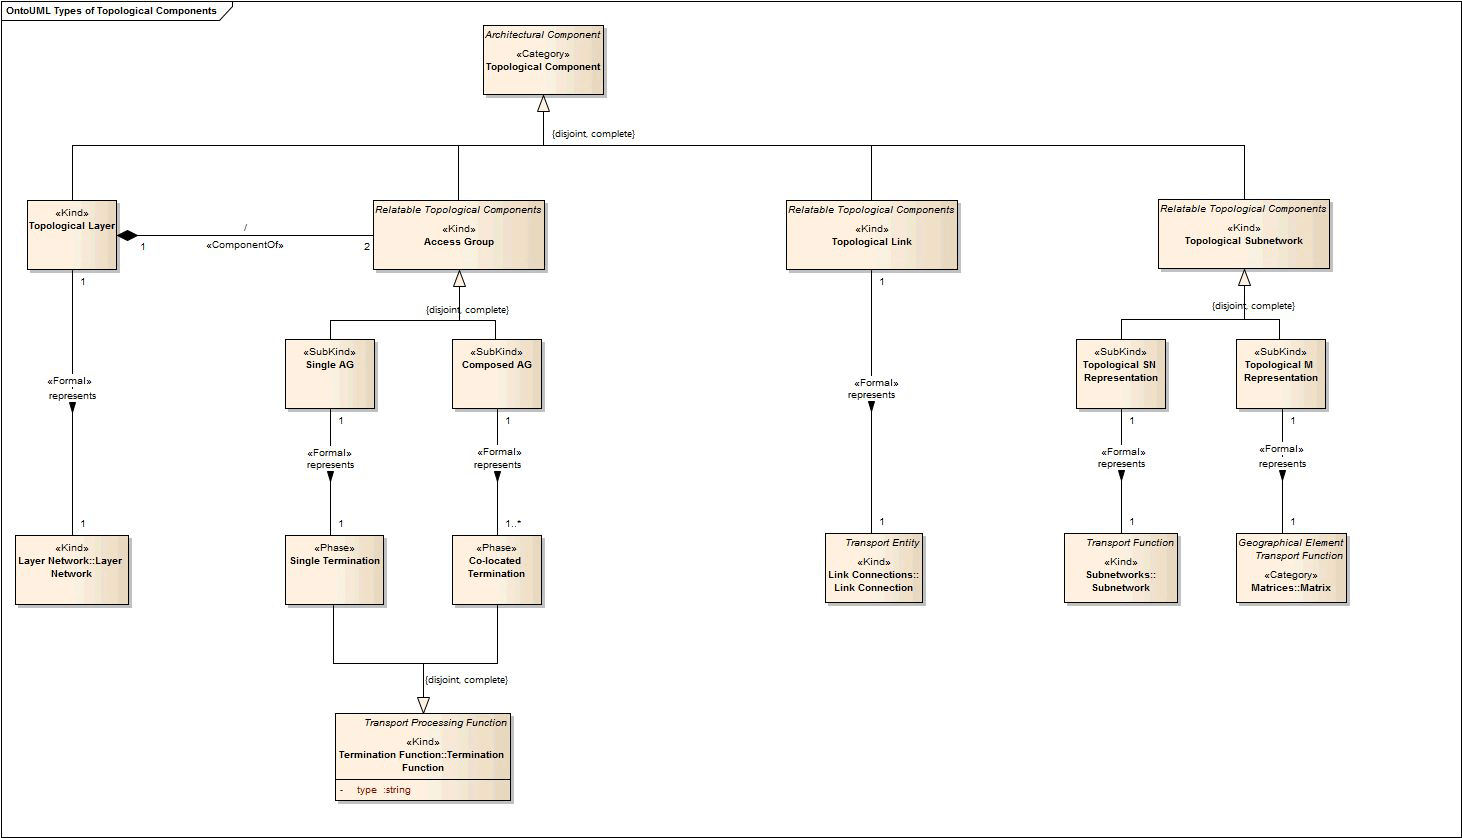 OntoUML Types of Topological Components
Architectural Component
«Category»
Topological Component
{disjoint, complete}
«Kind»
Topological Layer
/
«ComponentOf»
1
2
Relatable Topological Components
«Kind»
Access Group
Relatable Topological Components
«Kind»
Topological Link
Relatable Topological Components
«Kind»
Topological Subnetwork
1
1
{disjoint, complete}
{disjoint, complete}
«SubKind»
Single AG
«SubKind»
Composed AG
«SubKind»
Topological SN
Representation
«SubKind»
Topological M
Representation
«Formal»
represents
«Formal»
represents
1
1
1
1
«Formal»
represents
«Formal»
represents
«Formal»
represents
«Formal»
represents
1
1
1..*
1
1
1
«Kind»
Layer Network::Layer
Network
«Phase»
Single Termination
«Phase»
Co-located
Termination
Transport Entity
«Kind»
Link Connections::
Link Connection
Transport Function
«Kind»
Subnetworks::
Subnetwork
Geographical Element
Transport Function
«Category»
Matrices::Matrix
{disjoint, complete}
Transport Processing Function
«Kind»
Termination Function::Termination
Function
- type :string